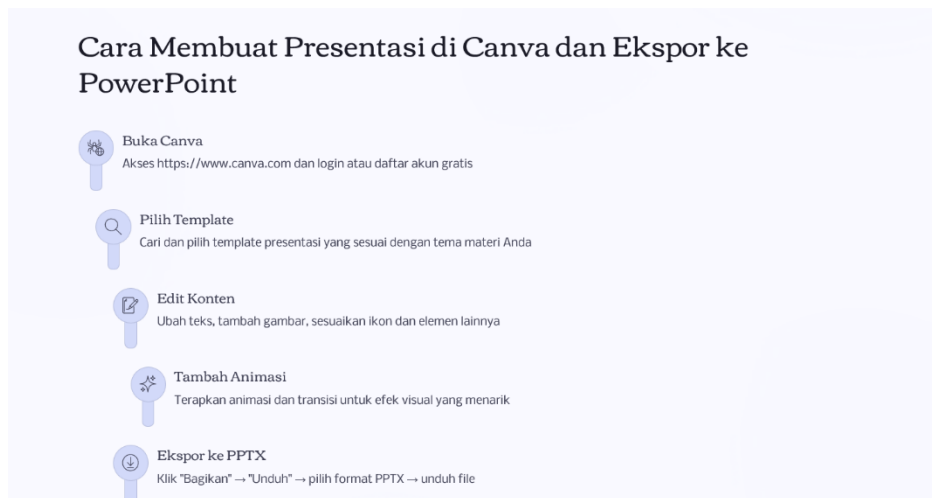 Cara Membuat Presentasi di Canva dan Ekspor ke
PowerPoint
Buka Canva
Akses https://www.canva.com dan login atau daftar akun gratis
Pilih Template
Cari dan pilih template presentasi yang sesuai dengan tema materi Anda
Edit Konten
Ubah teks, tambah gambar, sesuaikan ikon dan elemen lainnya
Tambah Animasi
Terapkan animasi dan transisi untuk efek visual yang menarik
Ekspor ke PPTX
Klik "Bagikan" → "Unduh" → pilih format PPTX → unduh file